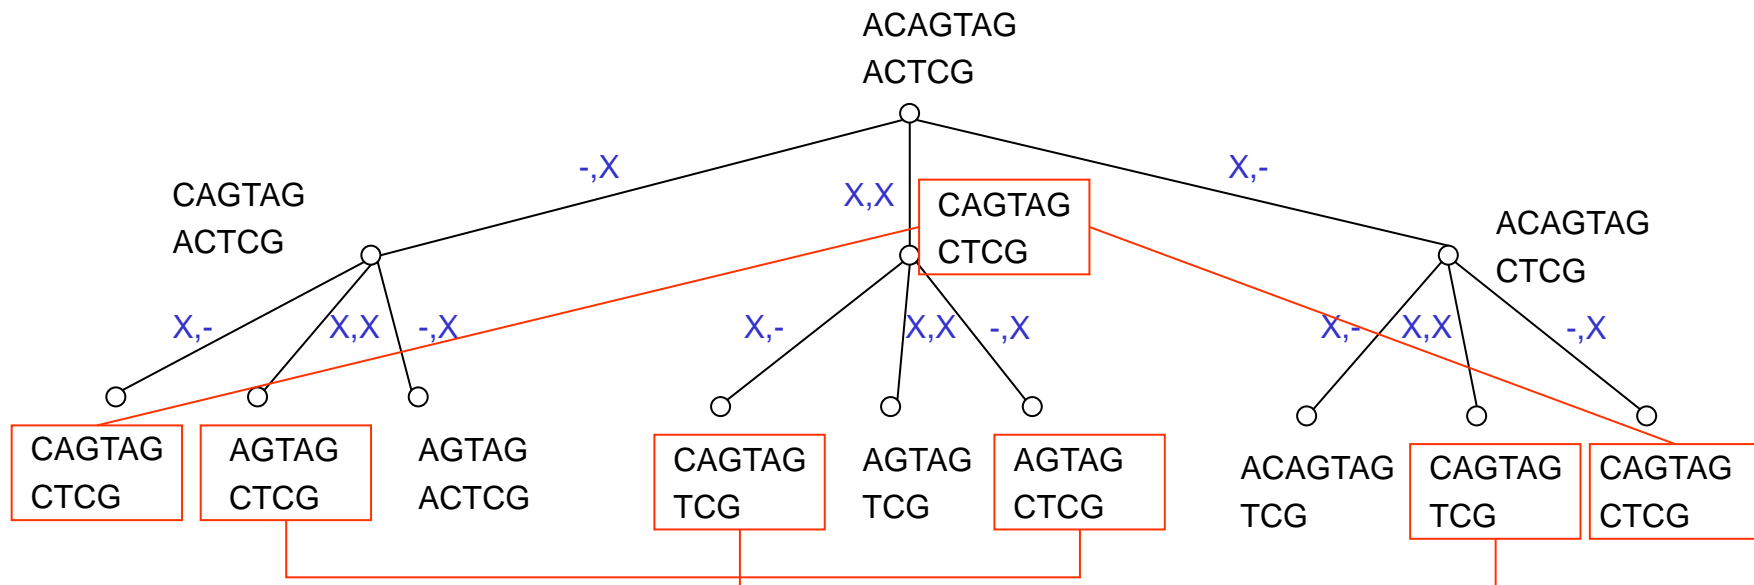 ACAGTAG
ACTCG
-,X
X,X
X,-
CAGTAG
ACTCG
CAGTAG
CTCG
ACAGTAG
CTCG
X,-
X,X
-,X
X,-
X,X
-,X
X,-
X,X
-,X
CAGTAG
CTCG
AGTAG
CTCG
AGTAG
ACTCG
CAGTAG
TCG
AGTAG
TCG
AGTAG
CTCG
ACAGTAG
TCG
CAGTAG
TCG
CAGTAG
CTCG